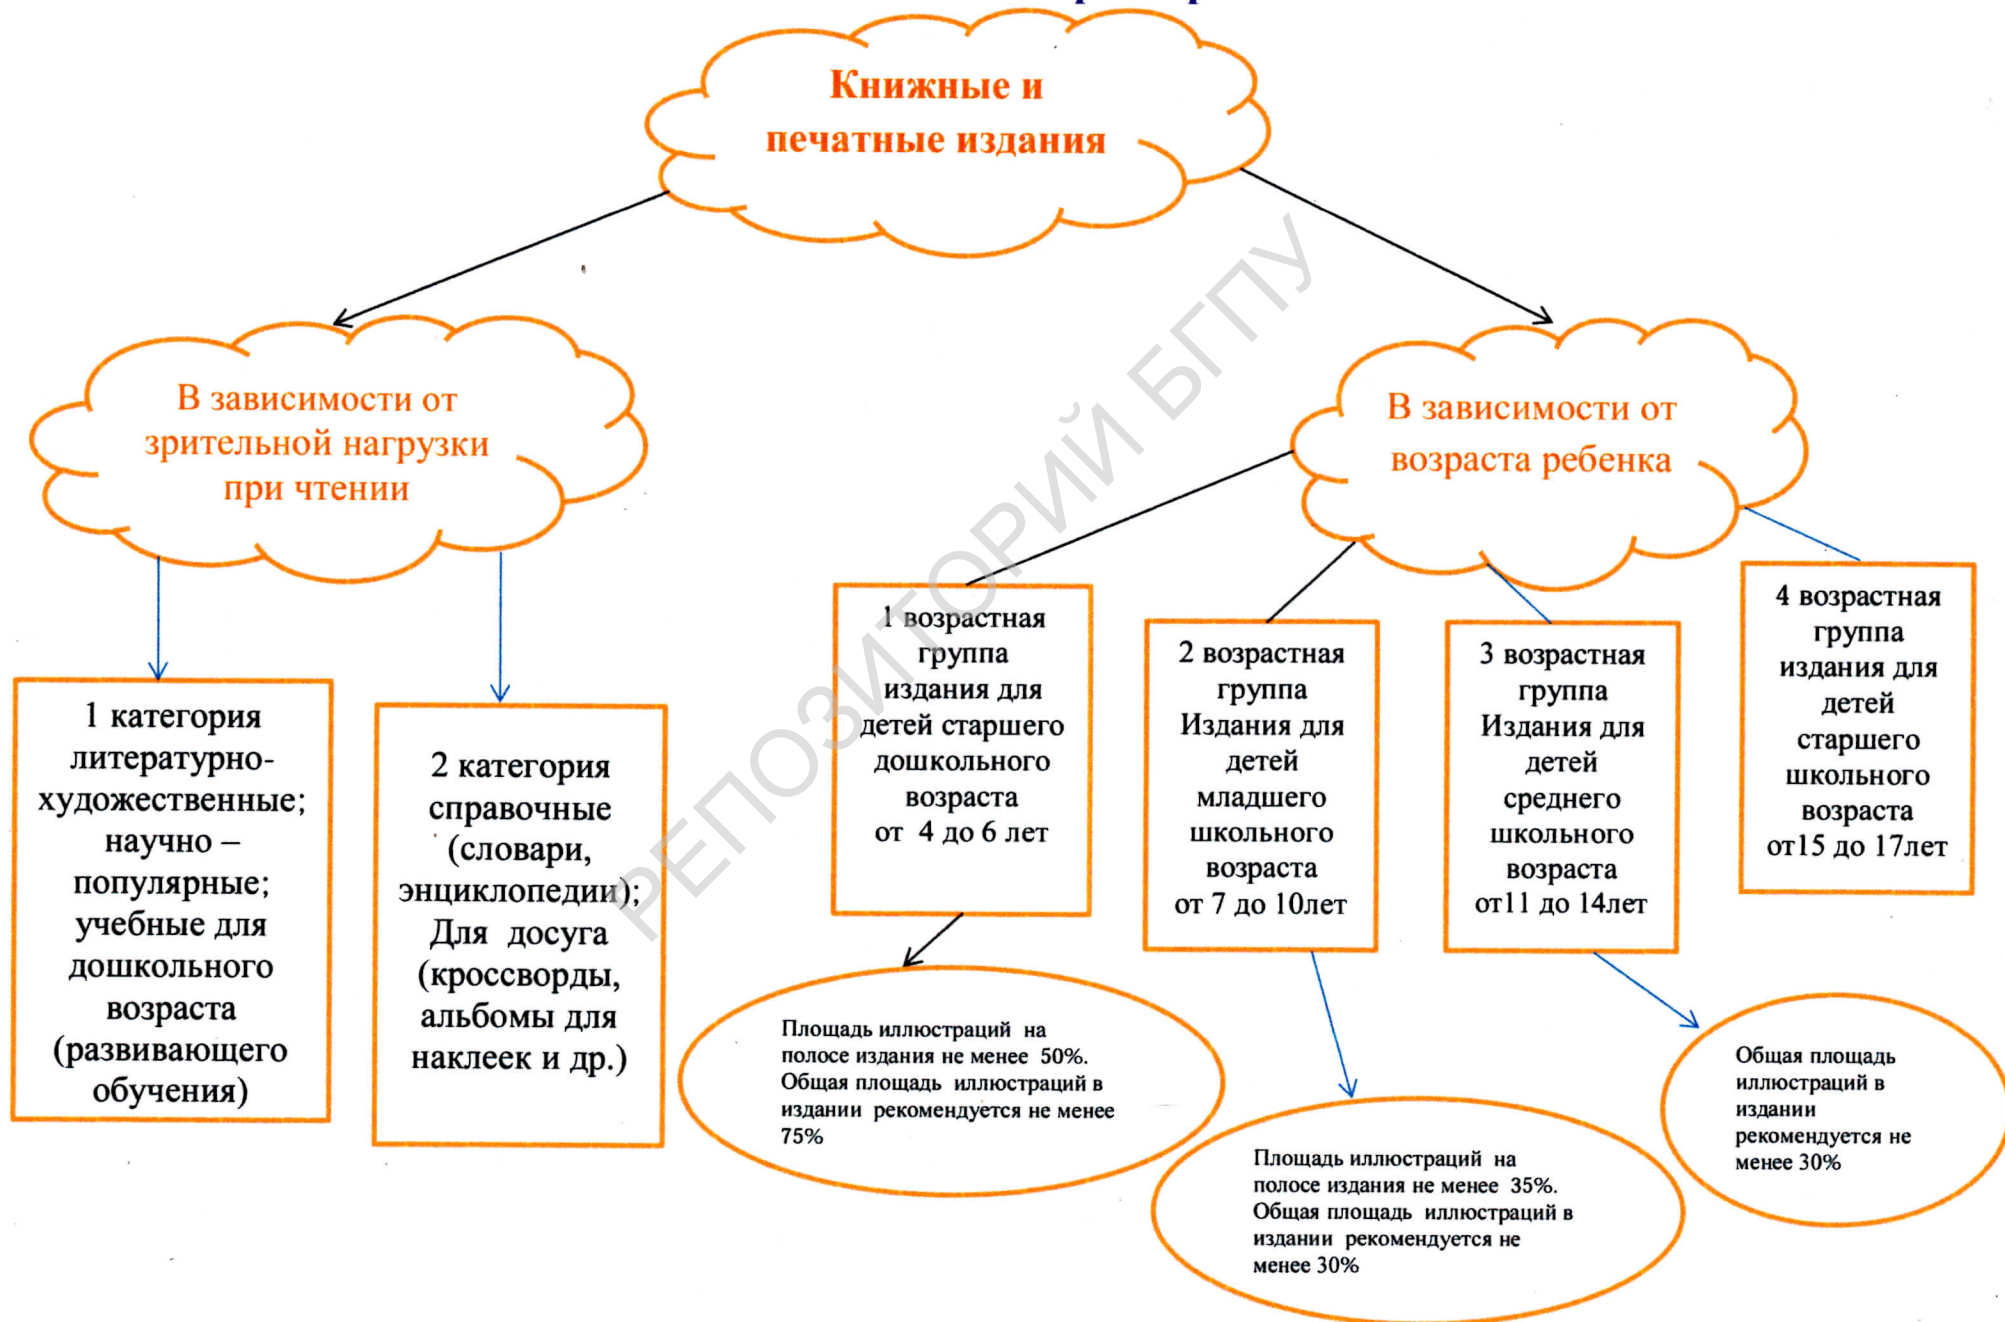 Книжные и
печатные издания
В зависимости от
зрительной нагрузки
при чтении
В зависимости от
возраста ребенка
1 категория
литературно-
художественные;
научно –
популярные;
учебные для
дошкольного
возраста
(развивающего
обучения)
2 категория
справочные
(словари,
энциклопедии);
Для досуга
(кроссворды,
альбомы для
наклеек и др.)
1 возрастная
группа
издания для
детей старшего
дошкольного
возраста
от 4 до 6 лет
2 возрастная
группа
Издания для
детей
младшего
школьного
возраста
от 7 до 10лет
3 возрастная
группа
Издания для
детей
среднего
школьного
возраста
от11 до 14лет
4 возрастная
группа
издания для
детей
старшего
школьного
возраста
от15 до 17лет
Площадь иллюстраций на
полосе издания не менее 50%.
Общая площадь иллюстраций в
издании рекомендуется не менее
75%
Площадь иллюстраций на
полосе издания не менее 35%.
Общая площадь иллюстраций в
издании рекомендуется не
менее 30%
Общая площадь
иллюстраций в
издании
рекомендуется не
менее 30%
РЕПОЗИТОРИЙ БГПУ